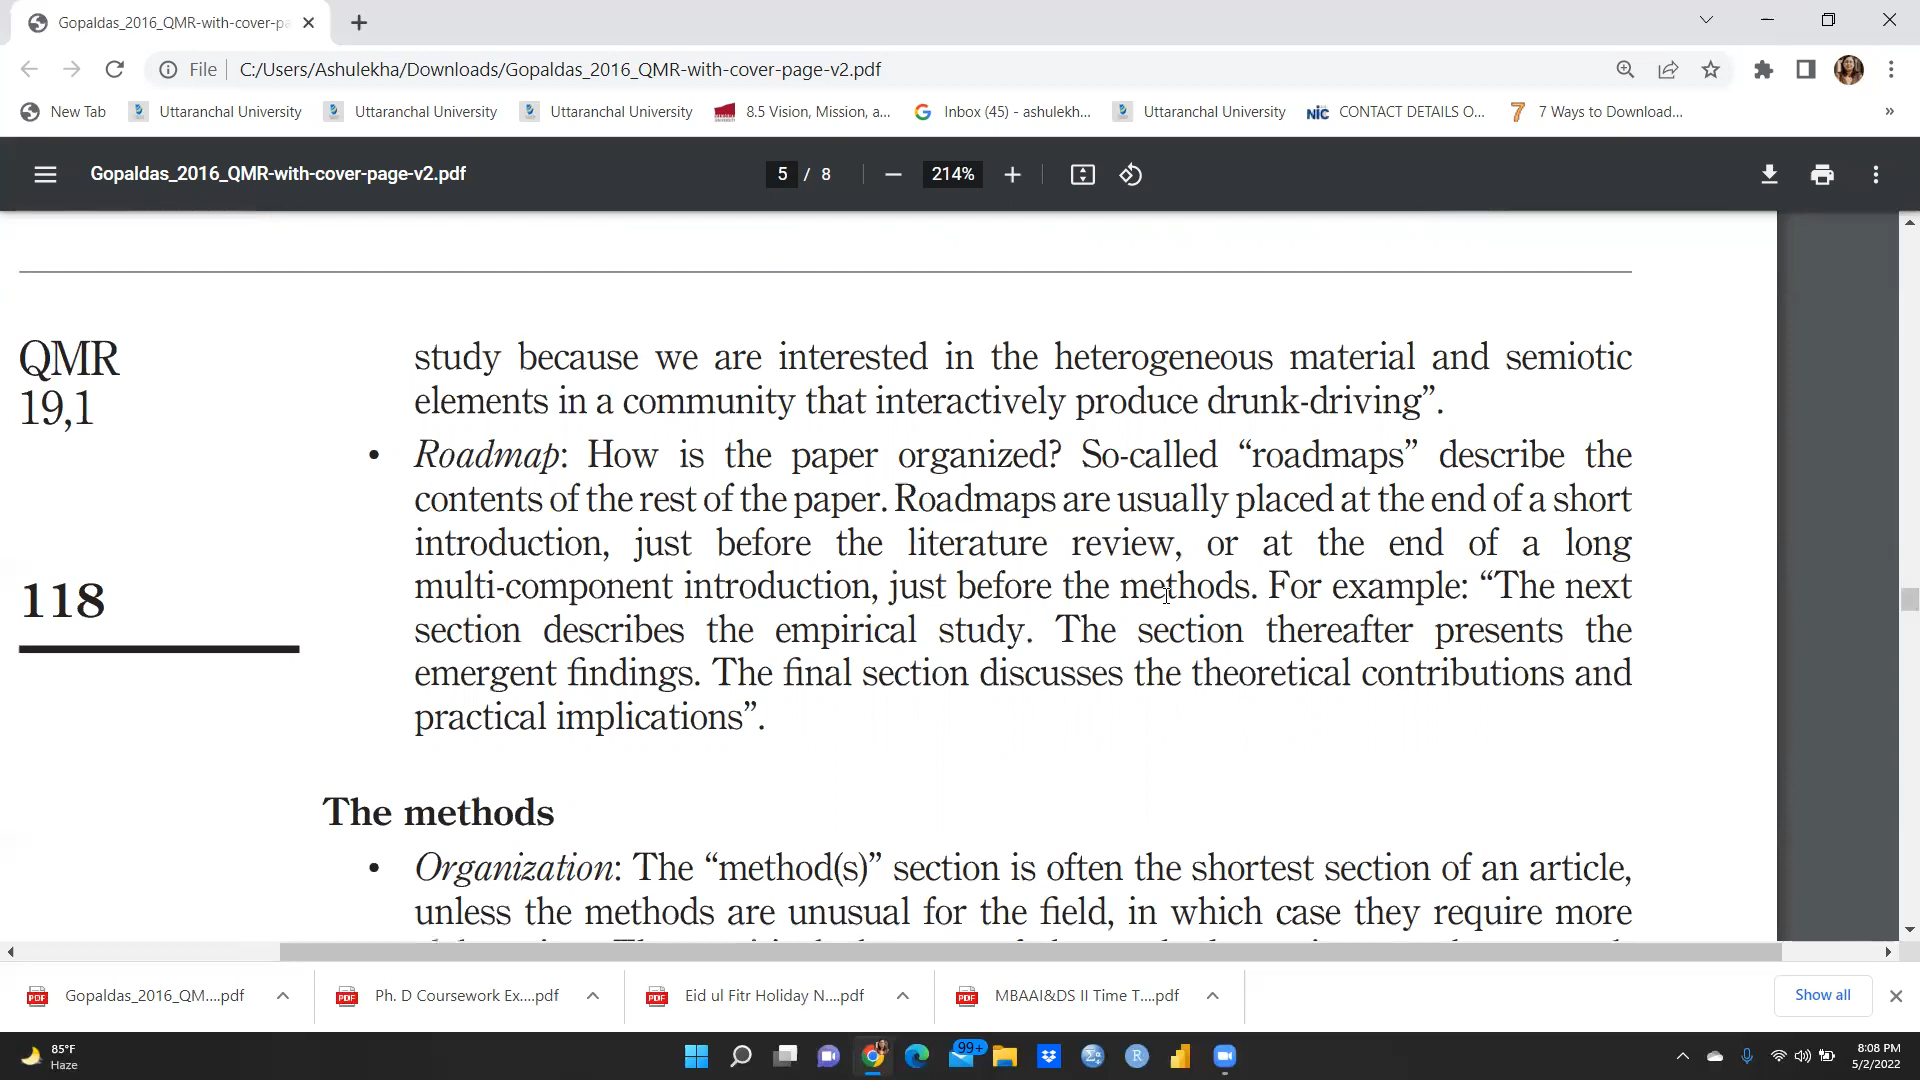 Gopaldas_2016_QMR-with-cover-pa
File
C:/Users/Ashulekha/Downloads/Gopaldas_2016_QMR-with-cover-page-v2.pdf
New Tab
Uttaranchal University
Uttaranchal University
Uttaranchal University
8.5 Vision, Mission, a...
Inbox (45) - ashulekh...
Uttaranchal University
NIC
CONTACT DETAILS O...
7 Ways to Download...
»
Gopaldas_2016_QMR-with-cover-page-v2.pdf
5 / 8
214%
QMR
19,1
118
study because we are interested in the heterogeneous material and semiotic
elements in a community that interactively produce drunk-driving”.
• Roadmap: How is the paper organized? So-called “roadmaps” describe the
contents of the rest of the paper. Roadmaps are usually placed at the end of a short
introduction, just before the literature review, or at the end of a long
multi-component introduction, just before the methods. For example: “The next
section describes the empirical study. The section thereafter presents the
emergent findings. The final section discusses the theoretical contributions and
practical implications”.
The methods
• Organization: The “method(s)” section is often the shortest section of an article,
unless the methods are unusual for the field, in which case they require more
Gopaldas_2016_QM....pdf
Ph. D Coursework Ex....pdf
Eid ul Fitr Holiday N....pdf
MBAAI&DS II Time T....pdf
Show all
85°F
Haze
99+
8:08 PM
5/2/2022